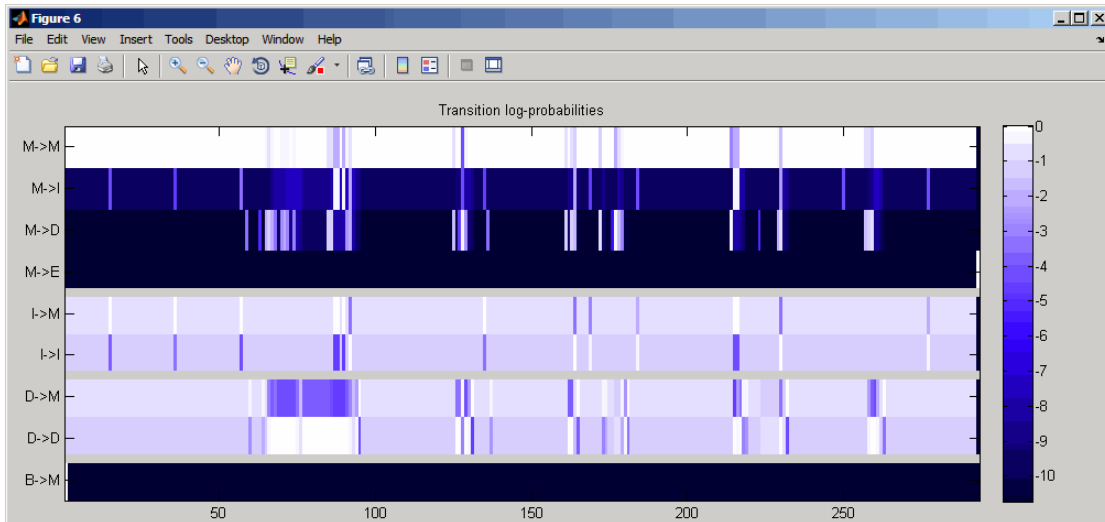 Figure 6
File Edit View Insert Tools Desktop Window Help
Transition log-probabilities
M->M
M->I
M->D
M->E
I->M
I->I
D->M
D->D
B->M
50 100 150 200 250
0
-1
-2
-3
-4
-5
-6
-7
-8
-9
-10